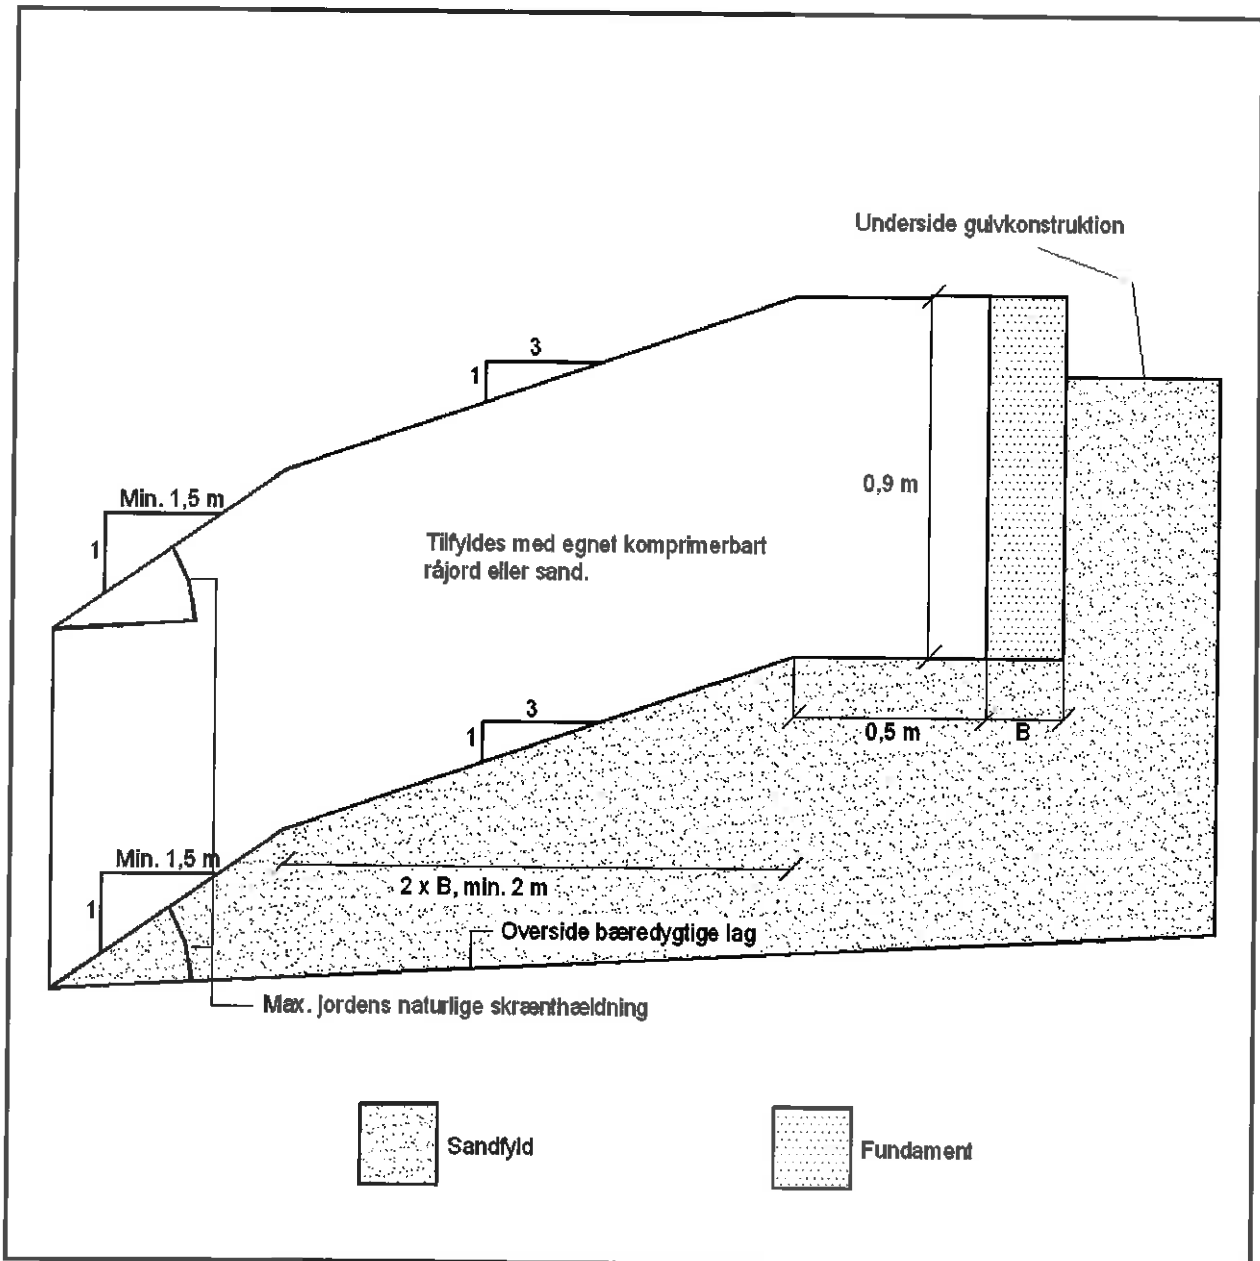 Underside gulvkonstruktion
3
1
Min. 1,5 m
1
0,9 m
Tilfyldes med egnet komprimerbart
råjord eller sand.
3
1
0,5 m
B
Min. 1,5 m
1
2 x B, min. 2 m
Overside bæredygtige lag
Max. jordens naturlige skrænthældning
Sandfyld
Fundament